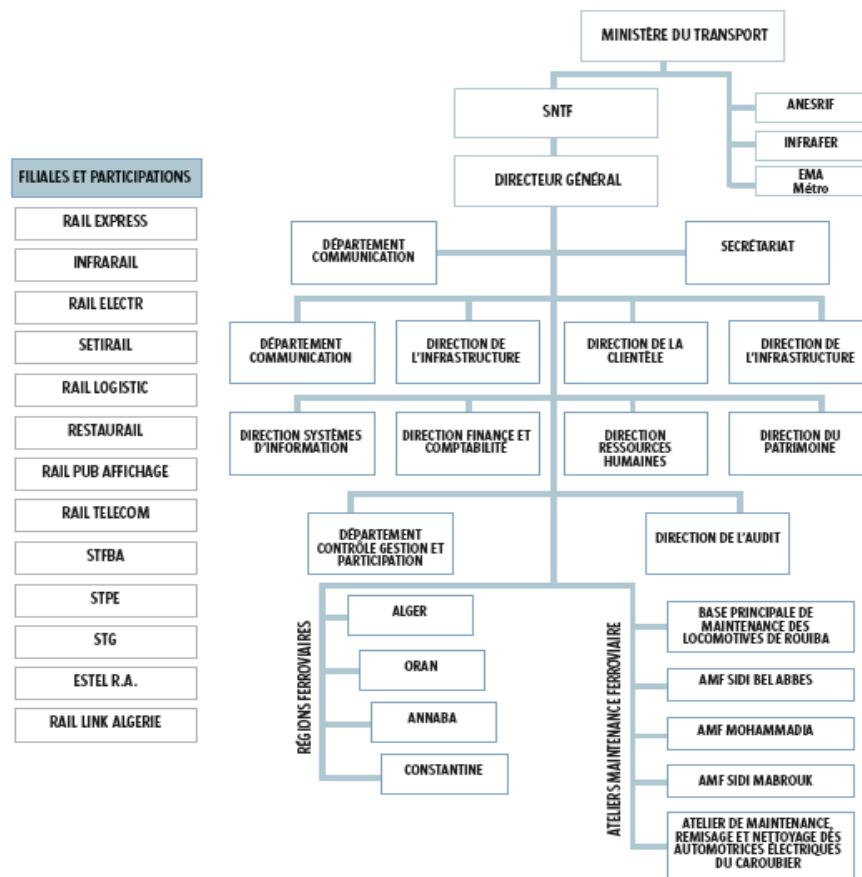 MINISTÈRE DU TRANSPORT
SNTF
ANESRIF
INFRAFER
EMA
Métro
DIRECTEUR GÉNÉRAL
FILIALES ET PARTICIPATIONS
RAIL EXPRESS
INFRARAIL
RAIL ELECTR
SETIRAIL
RAIL LOGISTIC
RESTAURAIL
RAIL PUB AFFICHAGE
RAIL TELECOM
STFBA
STPE
STG
ESTEL R.A.
RAIL LINK ALGERIE
DÉPARTEMENT
COMMUNICATION
SECRÉTARIAT
DÉPARTEMENT
COMMUNICATION
DIRECTION DE
L'INFRASTRUCTURE
DIRECTION DE LA
CLIENTÈLE
DIRECTION DE
L'INFRASTRUCTURE
DIRECTION SYSTÈMES
D'INFORMATION
DIRECTION FINANCE ET
COMPTABILITÉ
DIRECTION
RESSOURCES
HUMAINES
DIRECTION DU
PATRIMOINE
DÉPARTEMENT
CONTRÔLE GESTION ET
PARTICIPATION
DIRECTION DE L'AUDIT
RÉGIONS FERROVIAIRES
ALGER
ORAN
ANNABA
CONSTANTINE
ATELIERS MAINTENANCE FERROVIAIRE
BASE PRINCIPALE DE
MAINTENANCE DES
LOCOMOTIVES DE ROUIBA
AMF SIDI BEL ABBES
AMF MOHAMMADIA
AMF SIDI MABROUK
ATELIER DE MAINTENANCE,
REMISAGE ET NETTOYAGE DES
AUTOMOTRICES ÉLECTRIQUES
DU CAROUBIER